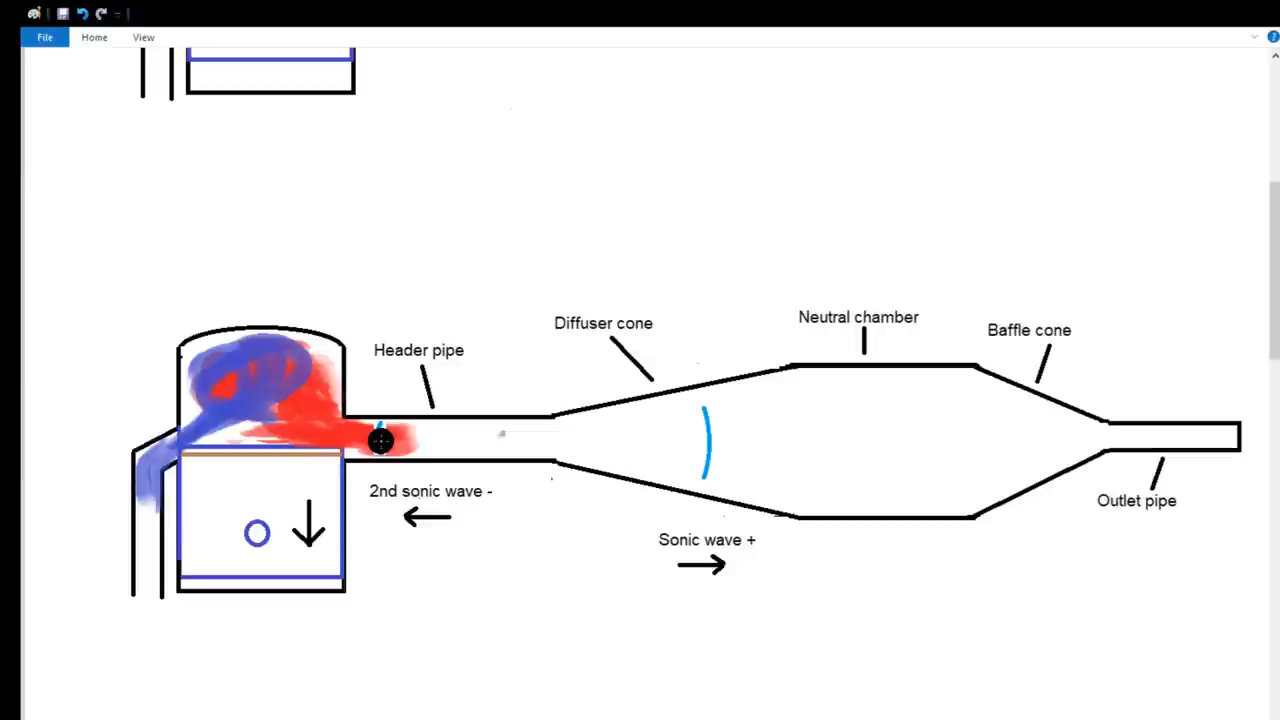 File Home View
Neutral chamber
Diffuser cone
Baffle cone
Header pipe
2nd sonic wave -
Outlet pipe
Sonic wave +